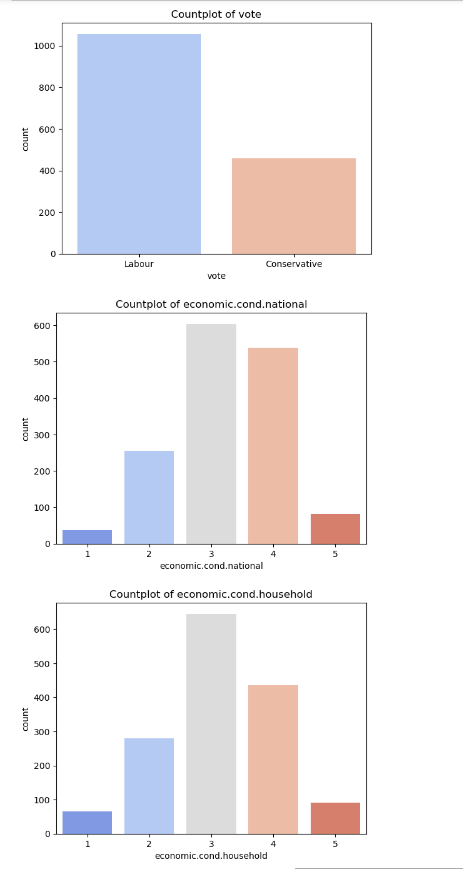 Countplot of vote
1000
800
600
400
200
0
count
Labour Conservative
vote
Countplot of economic.cond.national
600
500
400
300
200
100
0
count
1 2 3 4 5
economic.cond.national
Countplot of economic.cond.household
600
500
400
300
200
100
0
count
1 2 3 4 5
economic.cond.household